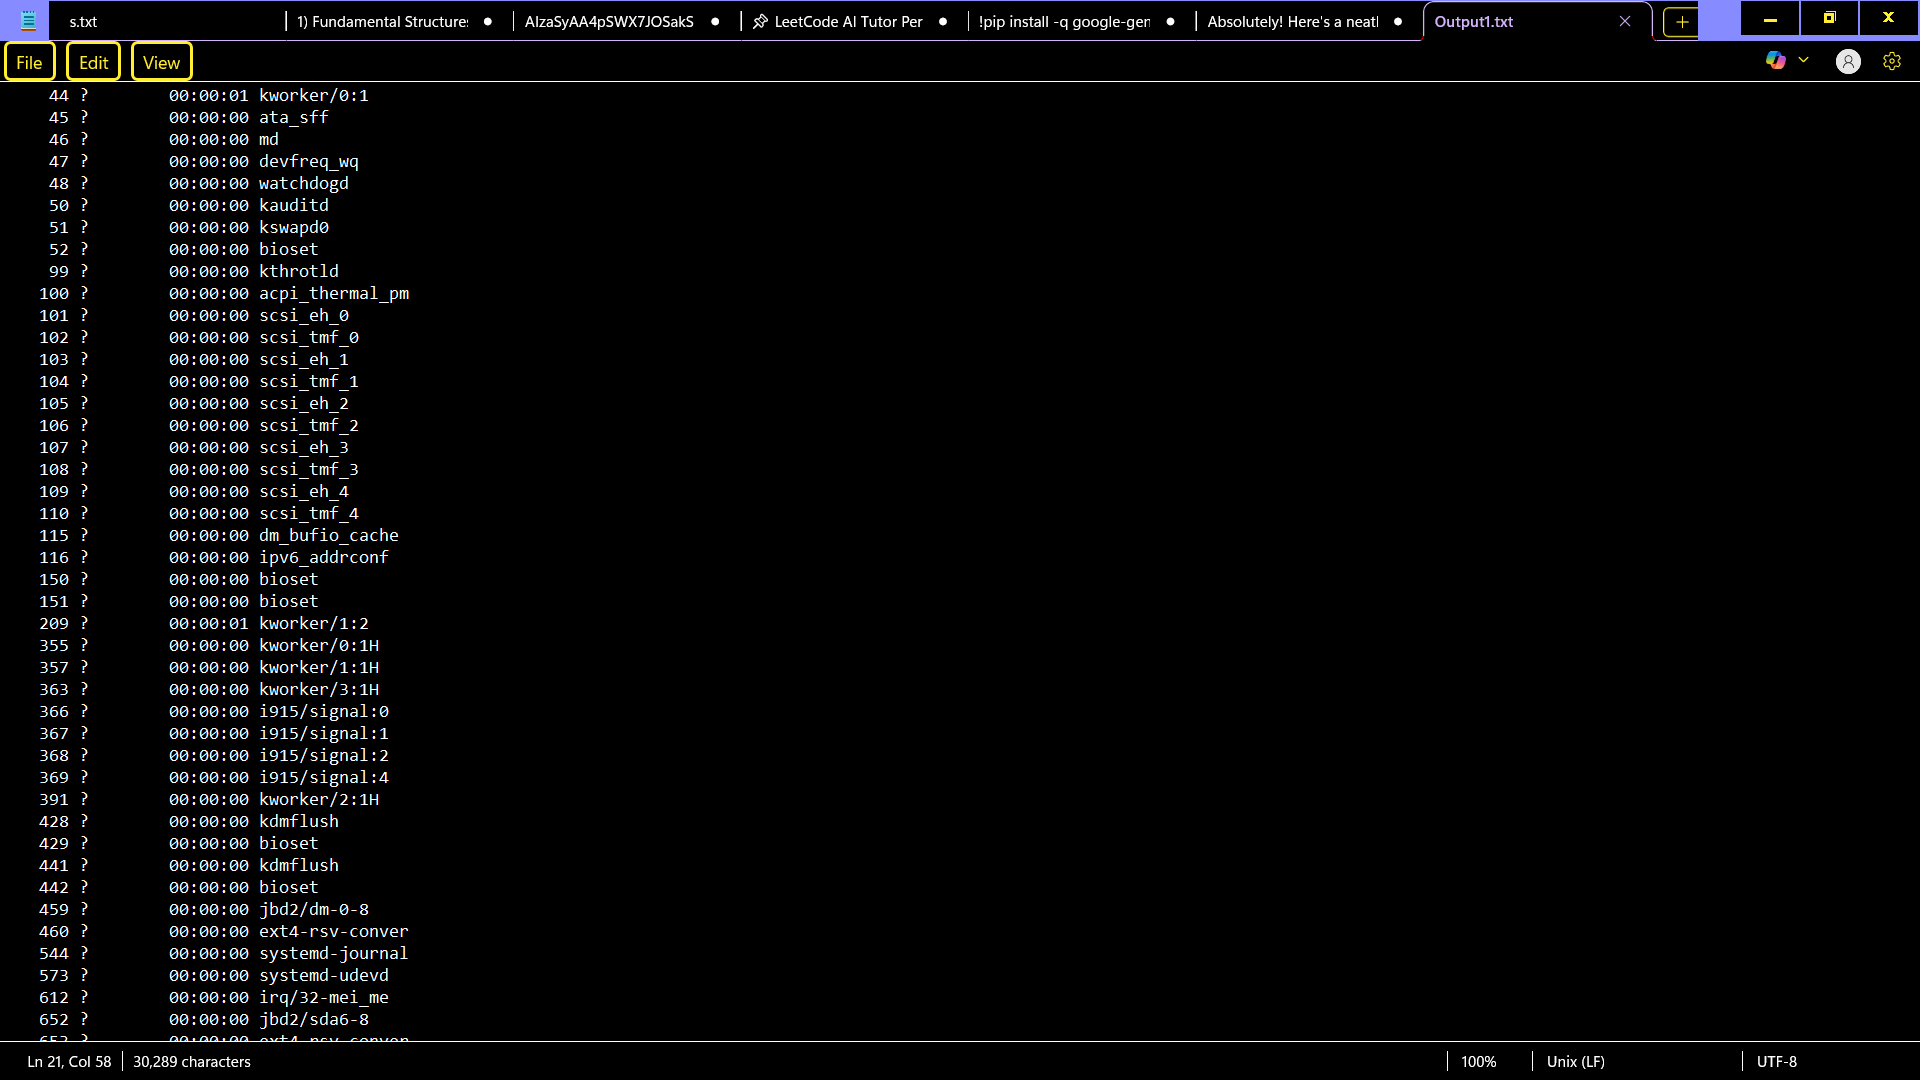 s.txt
1) Fundamental Structure:
AIzaSyAA4pSWX7JOSakS
LeetCode AI Tutor Per
!pip install -q google-gen
Absolutely! Here's a neatl
Output1.txt
File Edit View
44 ? 00:00:01 kworker/0:1
45 ? 00:00:00 ata_sff
46 ? 00:00:00 md
47 ? 00:00:00 devfreq_wq
48 ? 00:00:00 watchdogd
50 ? 00:00:00 kauditd
51 ? 00:00:00 kswapd0
52 ? 00:00:00 bioset
99 ? 00:00:00 kthrotld
100 ? 00:00:00 acpi_thermal_pm
101 ? 00:00:00 scsi_eh_0
102 ? 00:00:00 scsi_tmf_0
103 ? 00:00:00 scsi_eh_1
104 ? 00:00:00 scsi_tmf_1
105 ? 00:00:00 scsi_eh_2
106 ? 00:00:00 scsi_tmf_2
107 ? 00:00:00 scsi_eh_3
108 ? 00:00:00 scsi_tmf_3
109 ? 00:00:00 scsi_eh_4
110 ? 00:00:00 scsi_tmf_4
115 ? 00:00:00 dm_bufio_cache
116 ? 00:00:00 ipv6_addrconf
150 ? 00:00:00 bioset
151 ? 00:00:00 bioset
209 ? 00:00:01 kworker/1:2
355 ? 00:00:00 kworker/0:1H
357 ? 00:00:00 kworker/1:1H
363 ? 00:00:00 kworker/3:1H
366 ? 00:00:00 i915/signal:0
367 ? 00:00:00 i915/signal:1
368 ? 00:00:00 i915/signal:2
369 ? 00:00:00 i915/signal:4
391 ? 00:00:00 kworker/2:1H
428 ? 00:00:00 kdmflush
429 ? 00:00:00 bioset
441 ? 00:00:00 kdmflush
442 ? 00:00:00 bioset
459 ? 00:00:00 jbd2/dm-0-8
460 ? 00:00:00 ext4-rsv-conver
544 ? 00:00:00 systemd-journal
573 ? 00:00:00 systemd-udevd
612 ? 00:00:00 irq/32-mei_me
652 ? 00:00:00 jbd2/sda6-8
653 ? 00:00:00 ext4-rsv-conver
Ln 21, Col 58 30,289 characters 100% Unix (LF) UTF-8